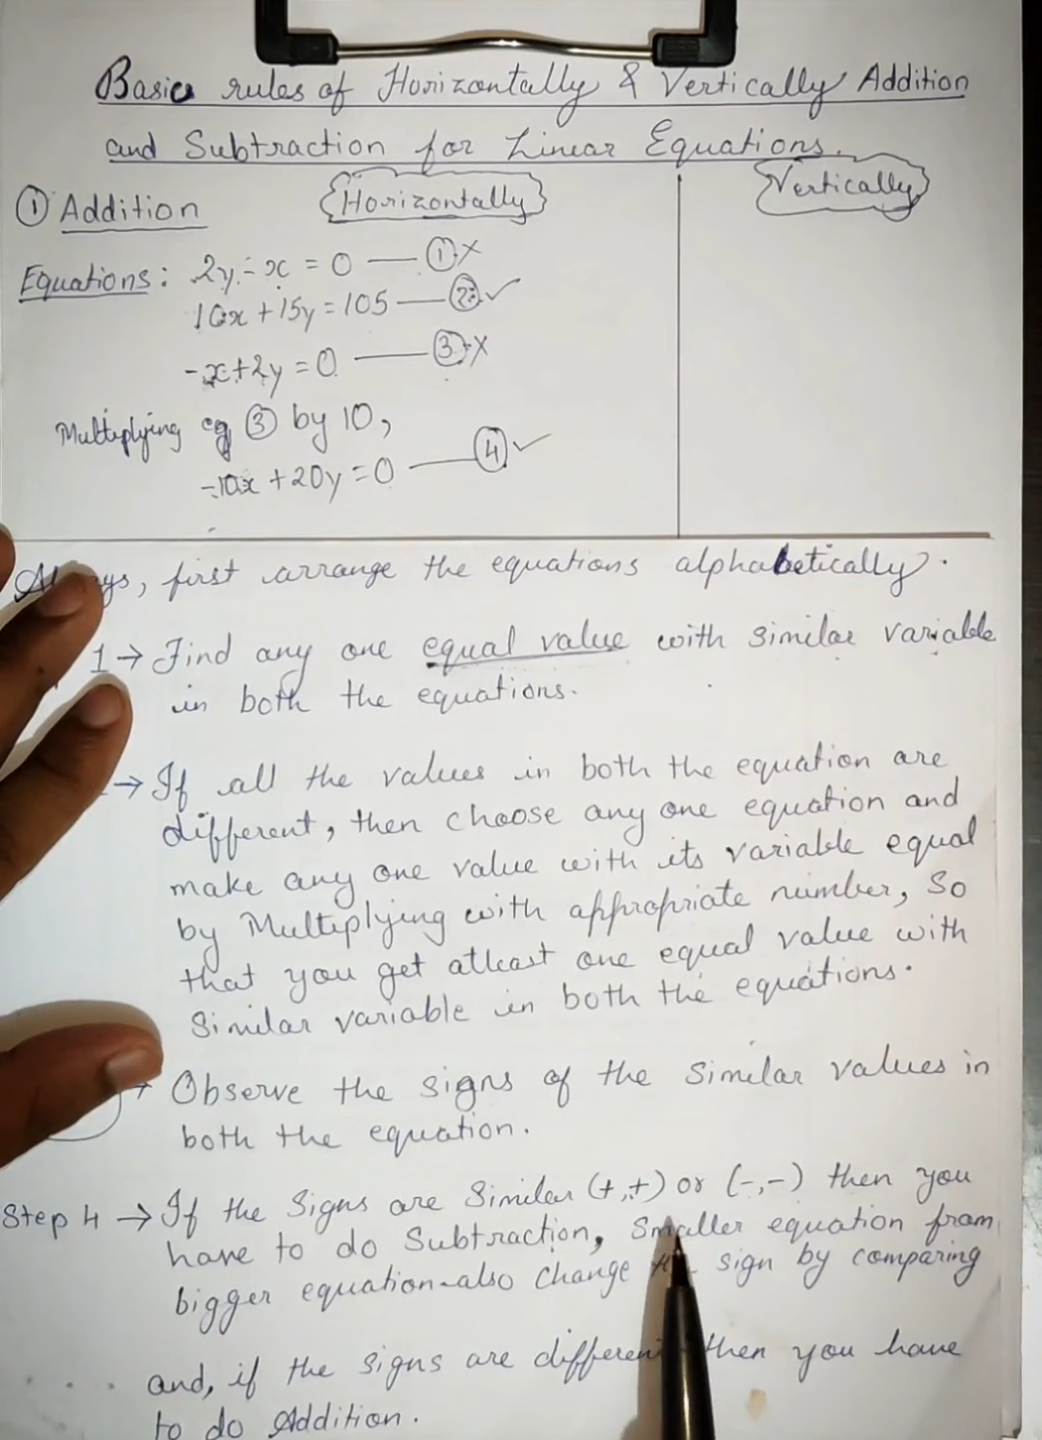 Basic rules of Horizontally & Vertically Addition
and Subtraction for Linear Equations.
① Addition
Horizontally
Vertically
Equations: 2y - x = 0 — ① ×
10x + 15y = 105 — ② ✓
-x + 2y = 0 — ③ ×
Multiplying eq ③ by 10,
-10x + 20y = 0 — ④ ✓
first arrange the equations alphabetically.
1 → Find any one equal value with similar variable
in both the equations.
→ If all the values in both the equation are
different, then choose any one equation and
make any one value with its variable equal
by Multiplying with appropriate number, So
that you get atleast one equal value with
Similar variable in both the equations.
→ Observe the signs of the similar values in
both the equation.
Step 4 → If the Signs are Similar (+,+) or (-,-) then you
have to do Subtraction, Smaller equation from
bigger equation also change sign by comparing
and, if the signs are different then you have
to do Addition.